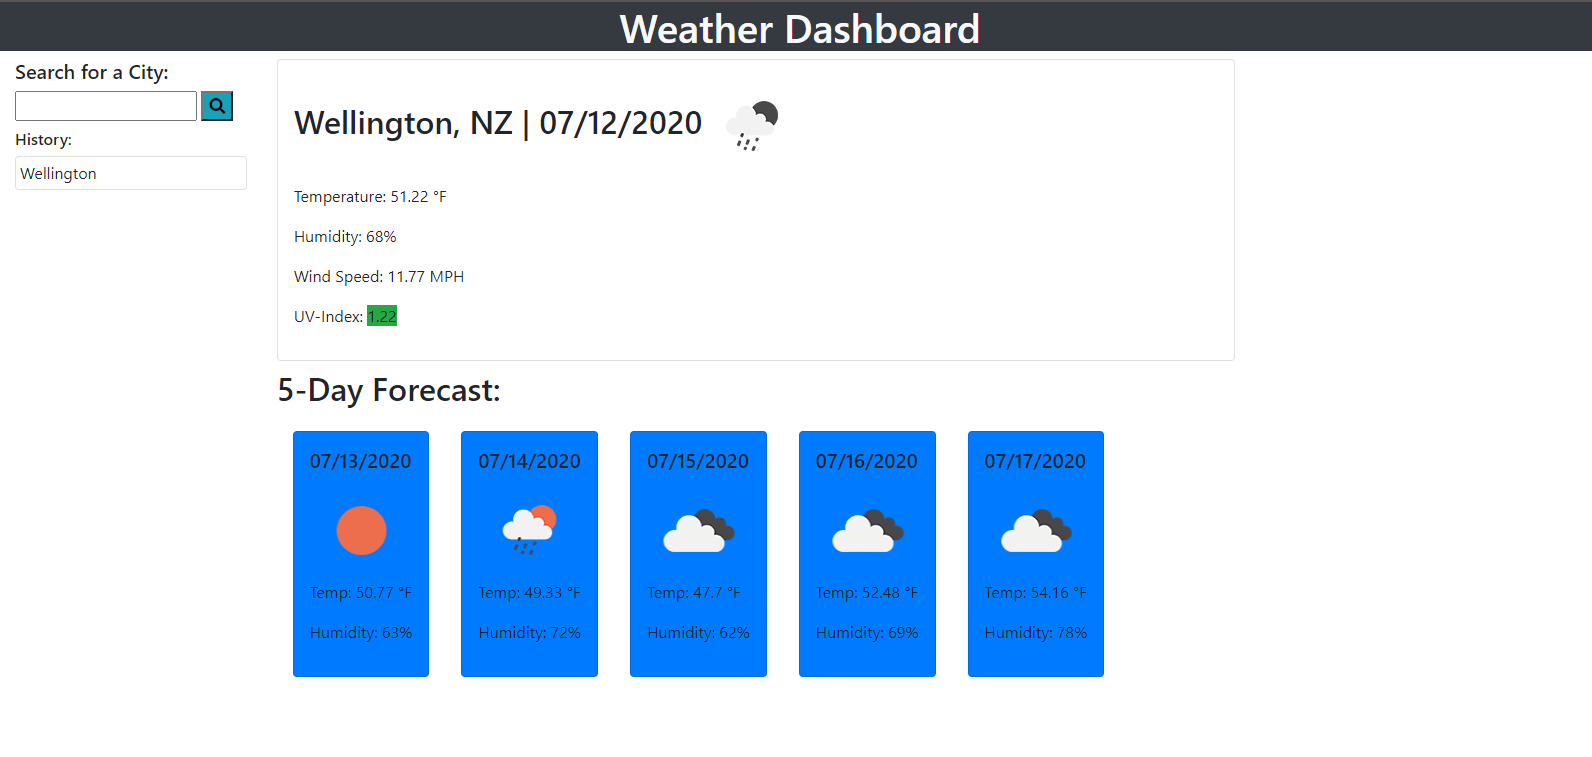 Weather Dashboard
Search for a City:
History:
Wellington
Wellington, NZ | 07/12/2020
Temperature: 51.22 °F
Humidity: 68%
Wind Speed: 11.77 MPH
UV-Index: 1.22
5-Day Forecast:
07/13/2020
Temp: 50.77 °F
Humidity: 63%
07/14/2020
Temp: 49.33 °F
Humidity: 72%
07/15/2020
Temp: 47.7 °F
Humidity: 62%
07/16/2020
Temp: 52.48 °F
Humidity: 69%
07/17/2020
Temp: 54.16 °F
Humidity: 78%